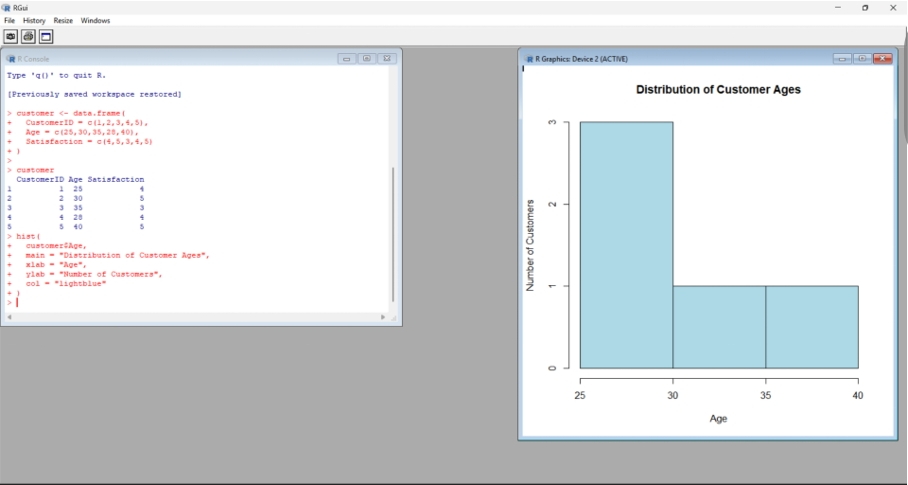 RGui
File History Resize Windows
R Console
Type 'q()' to quit R.
[Previously saved workspace restored]
> customer <- data.frame(
+ CustomerID = c(1,2,3,4,5),
+ Age = c(25,30,35,28,40),
+ Satisfaction = c(4,5,3,4,5)
+ )
>
> customer
CustomerID Age Satisfaction
1 1 25 4
2 2 30 5
3 3 35 3
4 4 28 4
5 5 40 5
> hist(
+ customer$Age,
+ main = "Distribution of Customer Ages",
+ xlab = "Age",
+ ylab = "Number of Customers",
+ col = "lightblue"
+ )
>
R Graphics: Device 2 (ACTIVE)
Distribution of Customer Ages
Number of Customers
3
2
1
0
25 30 35 40
Age